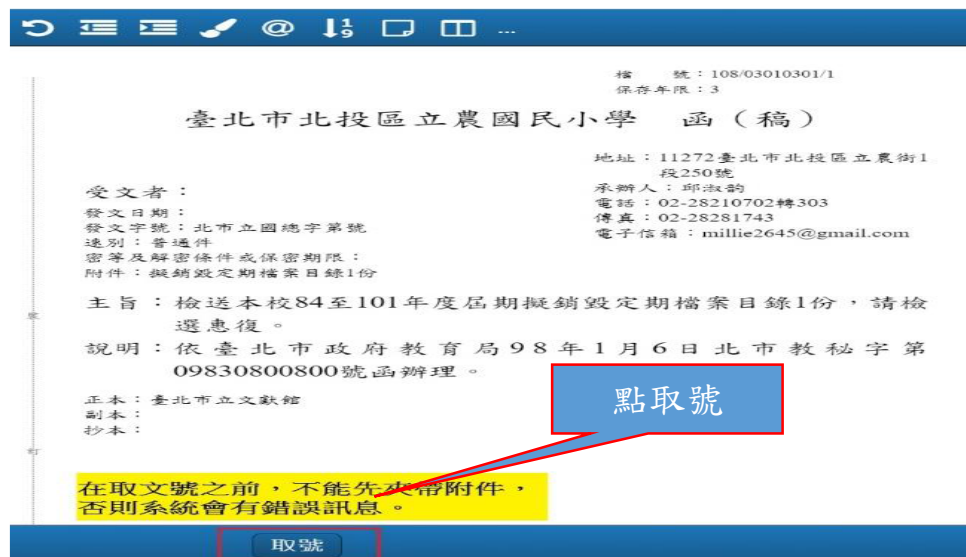 檔 號：108/03010301/1
保存年限：3
臺北市北投區立農國民小學 函（稿）
地址：11272臺北市北投區立農街1
段250號
承辦人：邱淑韵
電話：02-28210702轉303
傳真：02-28281743
電子信箱：millie2645@gmail.com
受文者：
發文日期：
發文字號：北市立國總字第號
速別：普通件
密等及解密條件或保密期限：
附件：擬銷毀定期檔案目錄1份
主旨：檢送本校84至101年度屆期擬銷毀定期檔案目錄1份，請檢
選惠復。
說明：依臺北市政府教育局98年1月6日北市教秘字第
09830800800號函辦理。
正本：臺北市立文獻館
副本：
抄本：
點取號
在取文號之前，不能先夾帶附件，
否則系統會有錯誤訊息。
取號